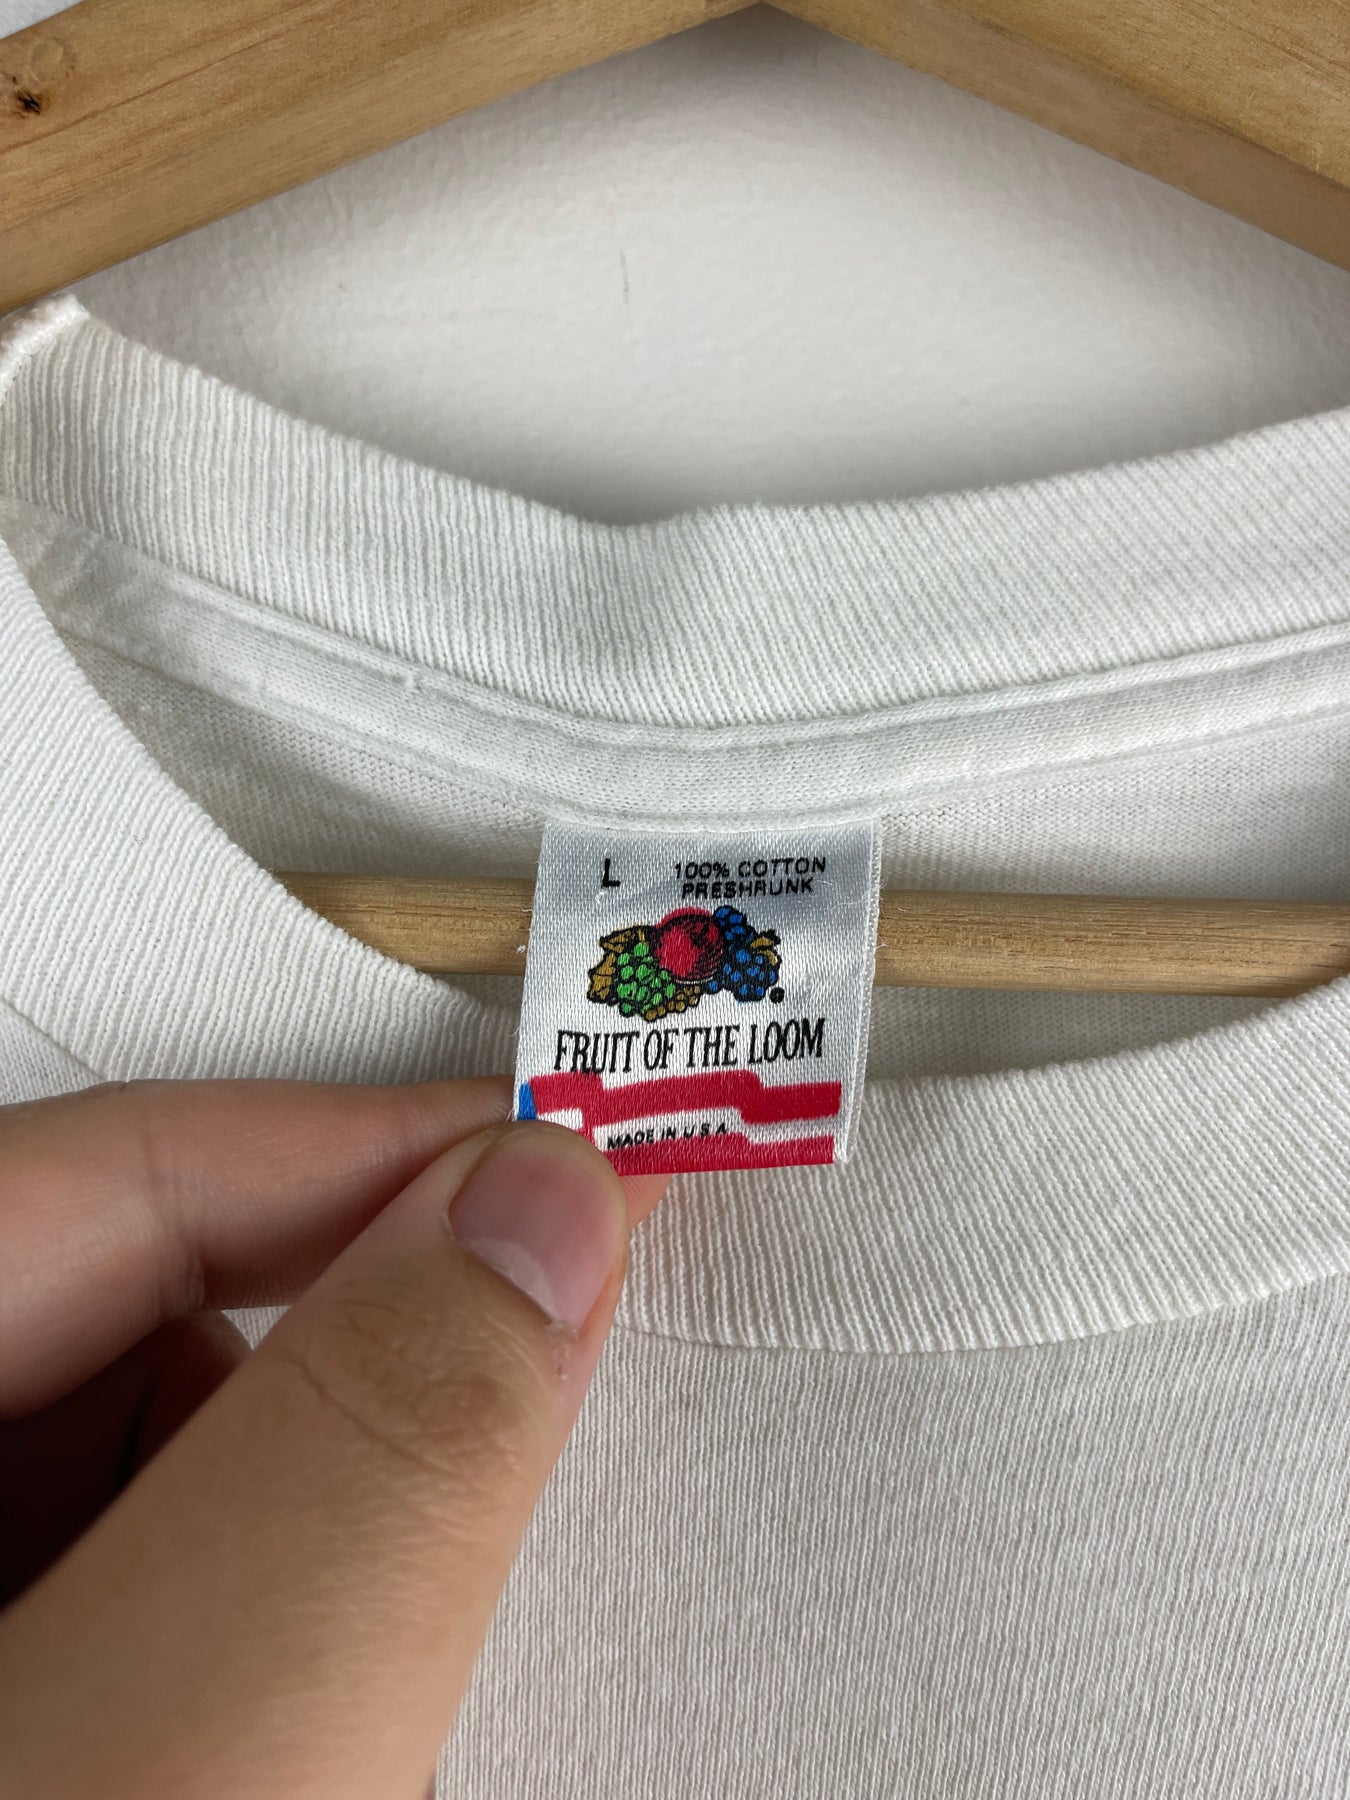 L 100% COTTON
PRESHRUNK
FRUIT OF THE LOOM
MADE IN U S A